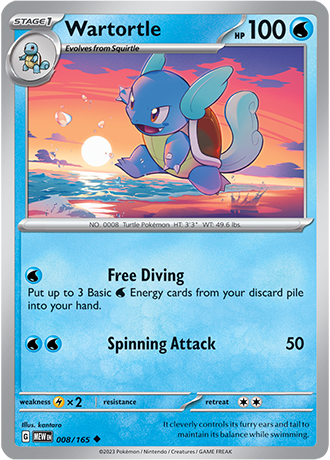 STAGE 1
Wartortle
HP 100
Evolves from Squirtle
NO. 0008 Turtle Pokémon HT: 3'3" WT: 49.6 lbs.
Free Diving
Put up to 3 Basic Energy cards from your discard pile
into your hand.
Spinning Attack 50
weakness ×2 resistance retreat
Illus. kantaro
It cleverly controls its furry ears and tail to
G MEW EN 008/165
maintain its balance while swimming.
©2023 Pokémon / Nintendo / Creatures / GAME FREAK